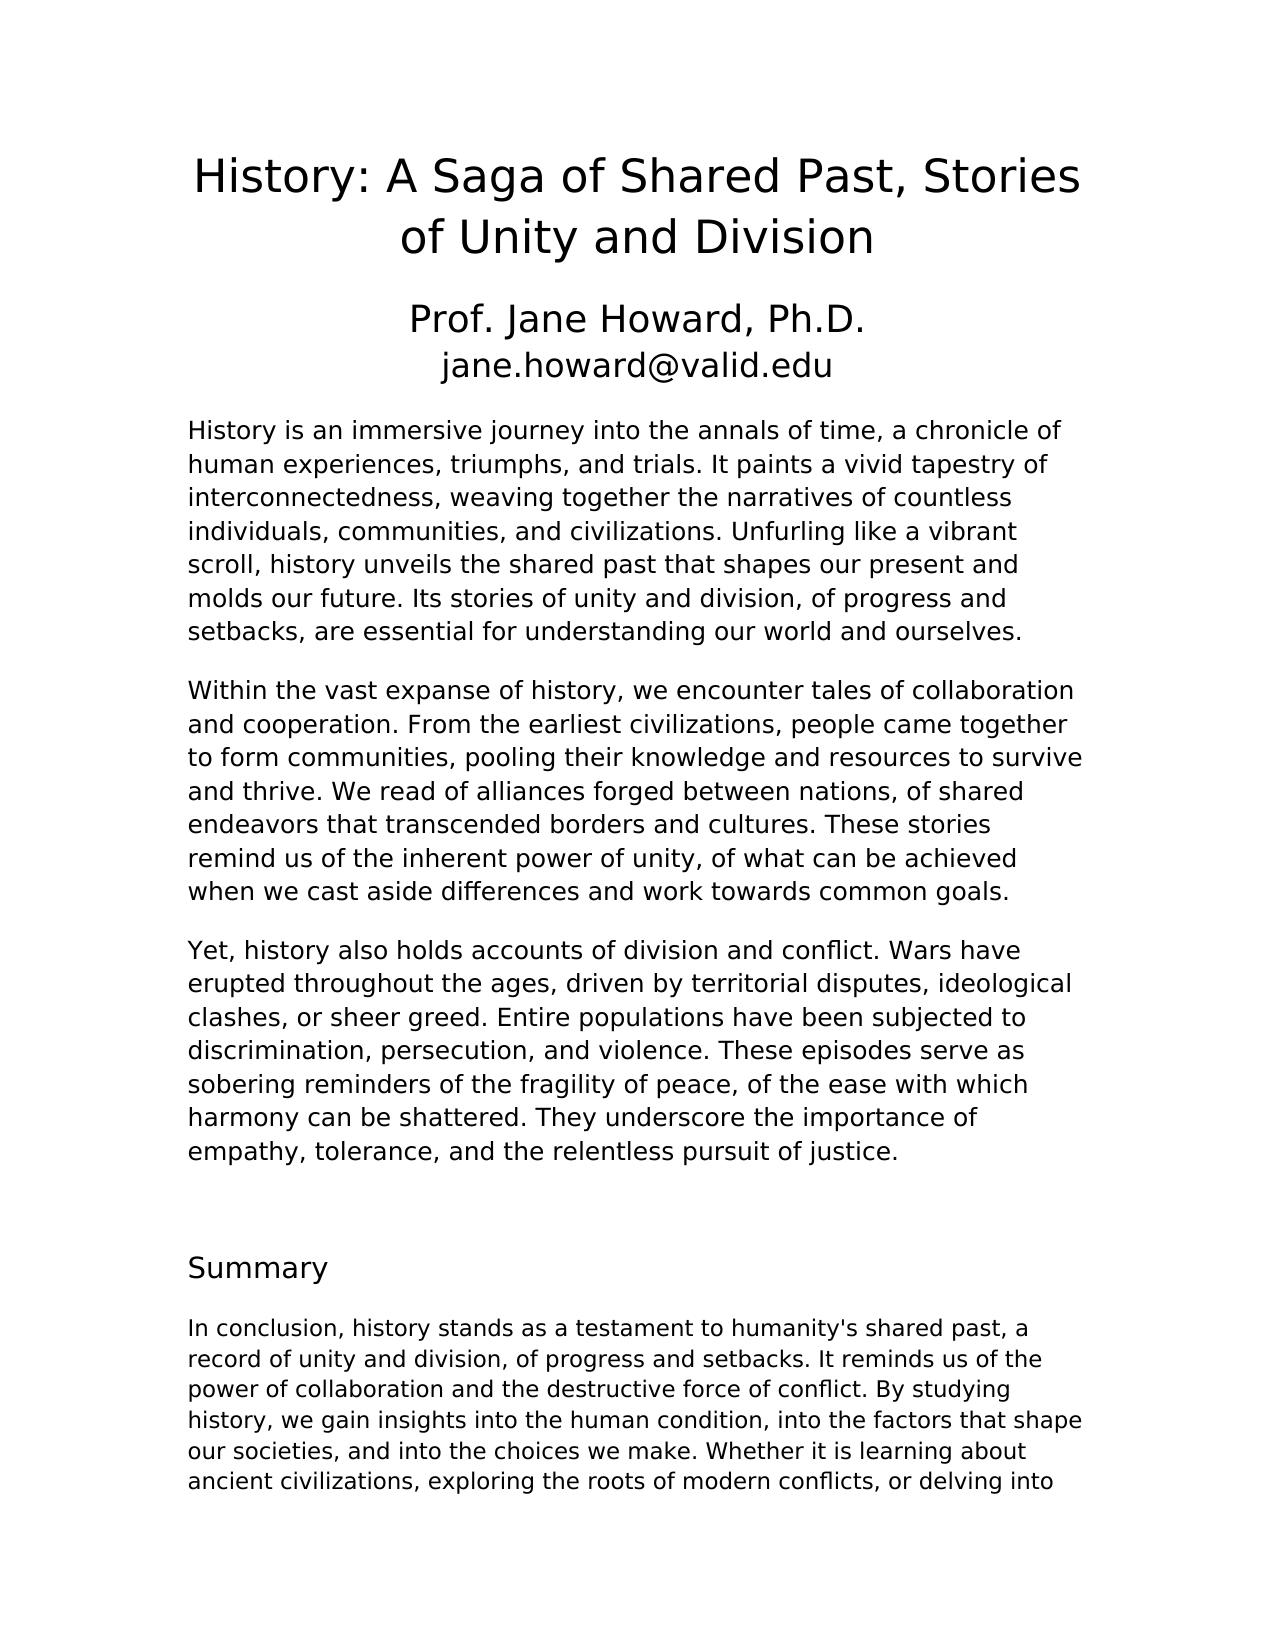 History: A Saga of Shared Past, Stories
of Unity and Division
Prof. Jane Howard, Ph.D.
jane.howard@valid.edu
History is an immersive journey into the annals of time, a chronicle of
human experiences, triumphs, and trials. It paints a vivid tapestry of
interconnectedness, weaving together the narratives of countless
individuals, communities, and civilizations. Unfurling like a vibrant
scroll, history unveils the shared past that shapes our present and
molds our future. Its stories of unity and division, of progress and
setbacks, are essential for understanding our world and ourselves.
Within the vast expanse of history, we encounter tales of collaboration
and cooperation. From the earliest civilizations, people came together
to form communities, pooling their knowledge and resources to survive
and thrive. We read of alliances forged between nations, of shared
endeavors that transcended borders and cultures. These stories
remind us of the inherent power of unity, of what can be achieved
when we cast aside differences and work towards common goals.
Yet, history also holds accounts of division and conflict. Wars have
erupted throughout the ages, driven by territorial disputes, ideological
clashes, or sheer greed. Entire populations have been subjected to
discrimination, persecution, and violence. These episodes serve as
sobering reminders of the fragility of peace, of the ease with which
harmony can be shattered. They underscore the importance of
empathy, tolerance, and the relentless pursuit of justice.
Summary
In conclusion, history stands as a testament to humanity's shared past, a
record of unity and division, of progress and setbacks. It reminds us of the
power of collaboration and the destructive force of conflict. By studying
history, we gain insights into the human condition, into the factors that shape
our societies, and into the choices we make. Whether it is learning about
ancient civilizations, exploring the roots of modern conflicts, or delving into